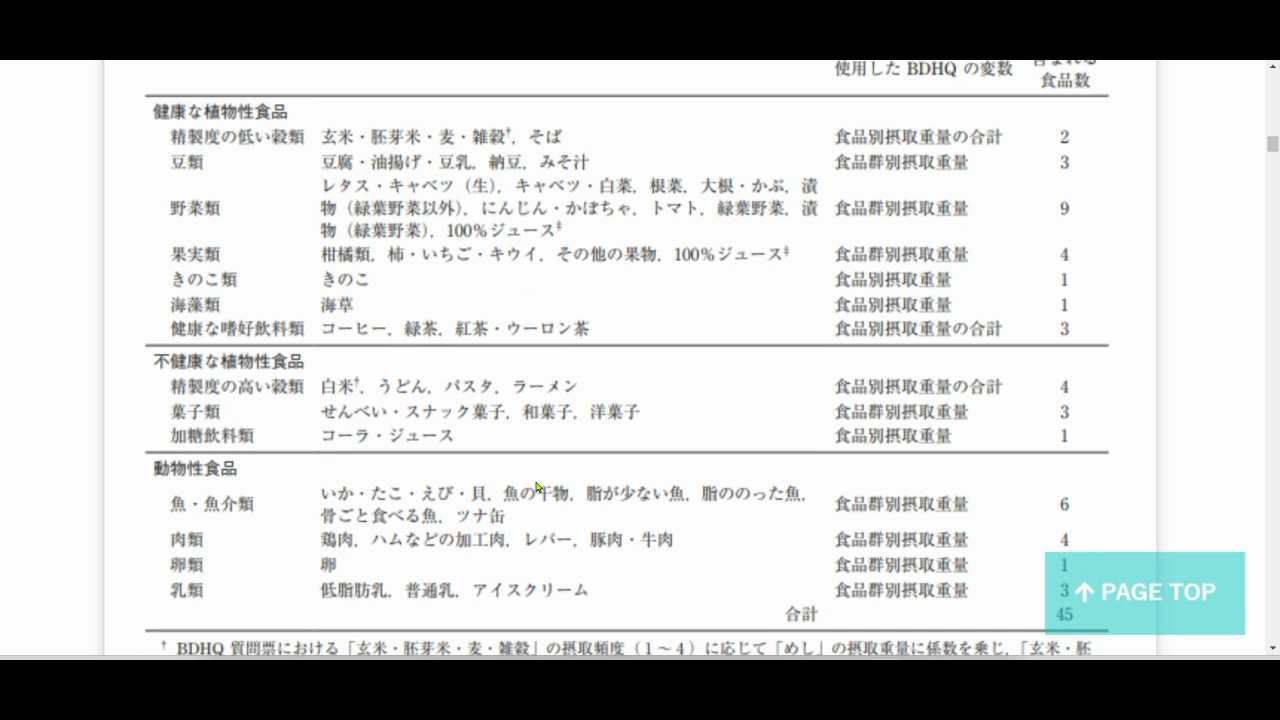 使用した BDHQ の変数
食品数
健康な植物性食品
精製度の低い穀類 玄米・胚芽米・麦・雑穀†，そば 食品別摂取重量の合計 2
豆類 豆腐・油揚げ・豆乳，納豆，みそ汁 食品群別摂取重量 3
レタス・キャベツ（生），キャベツ・白菜，根菜，大根・かぶ，漬
野菜類 物（緑葉野菜以外），にんじん・かぼちゃ，トマト，緑葉野菜，漬 食品群別摂取重量 9
物（緑葉野菜），100％ジュース‡
果実類 柑橘類，柿・いちご・キウイ，その他の果物，100％ジュース‡ 食品群別摂取重量 4
きのこ類 きのこ 食品別摂取重量 1
海藻類 海草 食品別摂取重量 1
健康な嗜好飲料類 コーヒー，緑茶，紅茶・ウーロン茶 食品別摂取重量の合計 3
不健康な植物性食品
精製度の高い穀類 白米†，うどん，パスタ，ラーメン 食品別摂取重量の合計 4
菓子類 せんべい・スナック菓子，和菓子，洋菓子 食品群別摂取重量 3
加糖飲料類 コーラ・ジュース 食品別摂取重量 1
動物性食品
いか・たこ・えび・貝，魚の干物，脂が少ない魚，脂ののった魚，
魚・魚介類 食品群別摂取重量 6
骨ごと食べる魚，ツナ缶
肉類 鶏肉，ハムなどの加工肉，レバー，豚肉・牛肉 食品群別摂取重量 4
卵類 卵 食品群別摂取重量 1
乳類 低脂肪乳，普通乳，アイスクリーム 食品群別摂取重量 3
↑ PAGE TOP
合計 45
† BDHQ 質問票における「玄米・胚芽米・麦・雑穀」の摂取頻度（1～4）に応じて「めし」の摂取重量に係数を乗じ，「玄米・胚